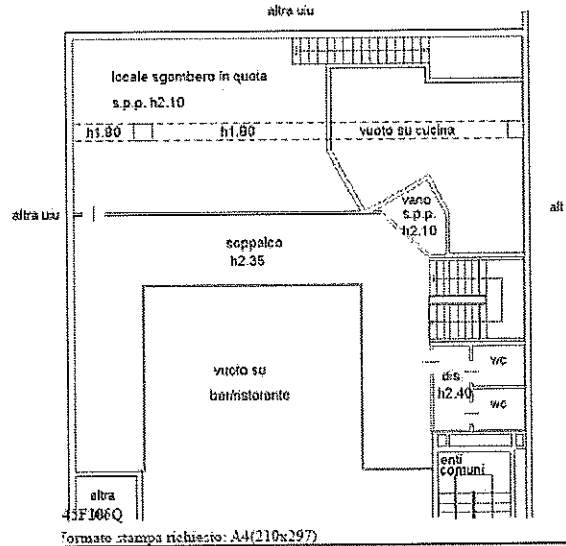 altra uiu
locale sgombero in quota
s.p.p. h2.10
h1.80
h1.80
vuoto su cucina
vano
s.p.p.
h2.10
altra uiu
alt
soppalco
h2.35
vuoto su
bar/ristorante
wc
dis.
h2.40
wc
enti
comuni
altra
45F106Q
Formato stampa richiesto: A4(210x297)